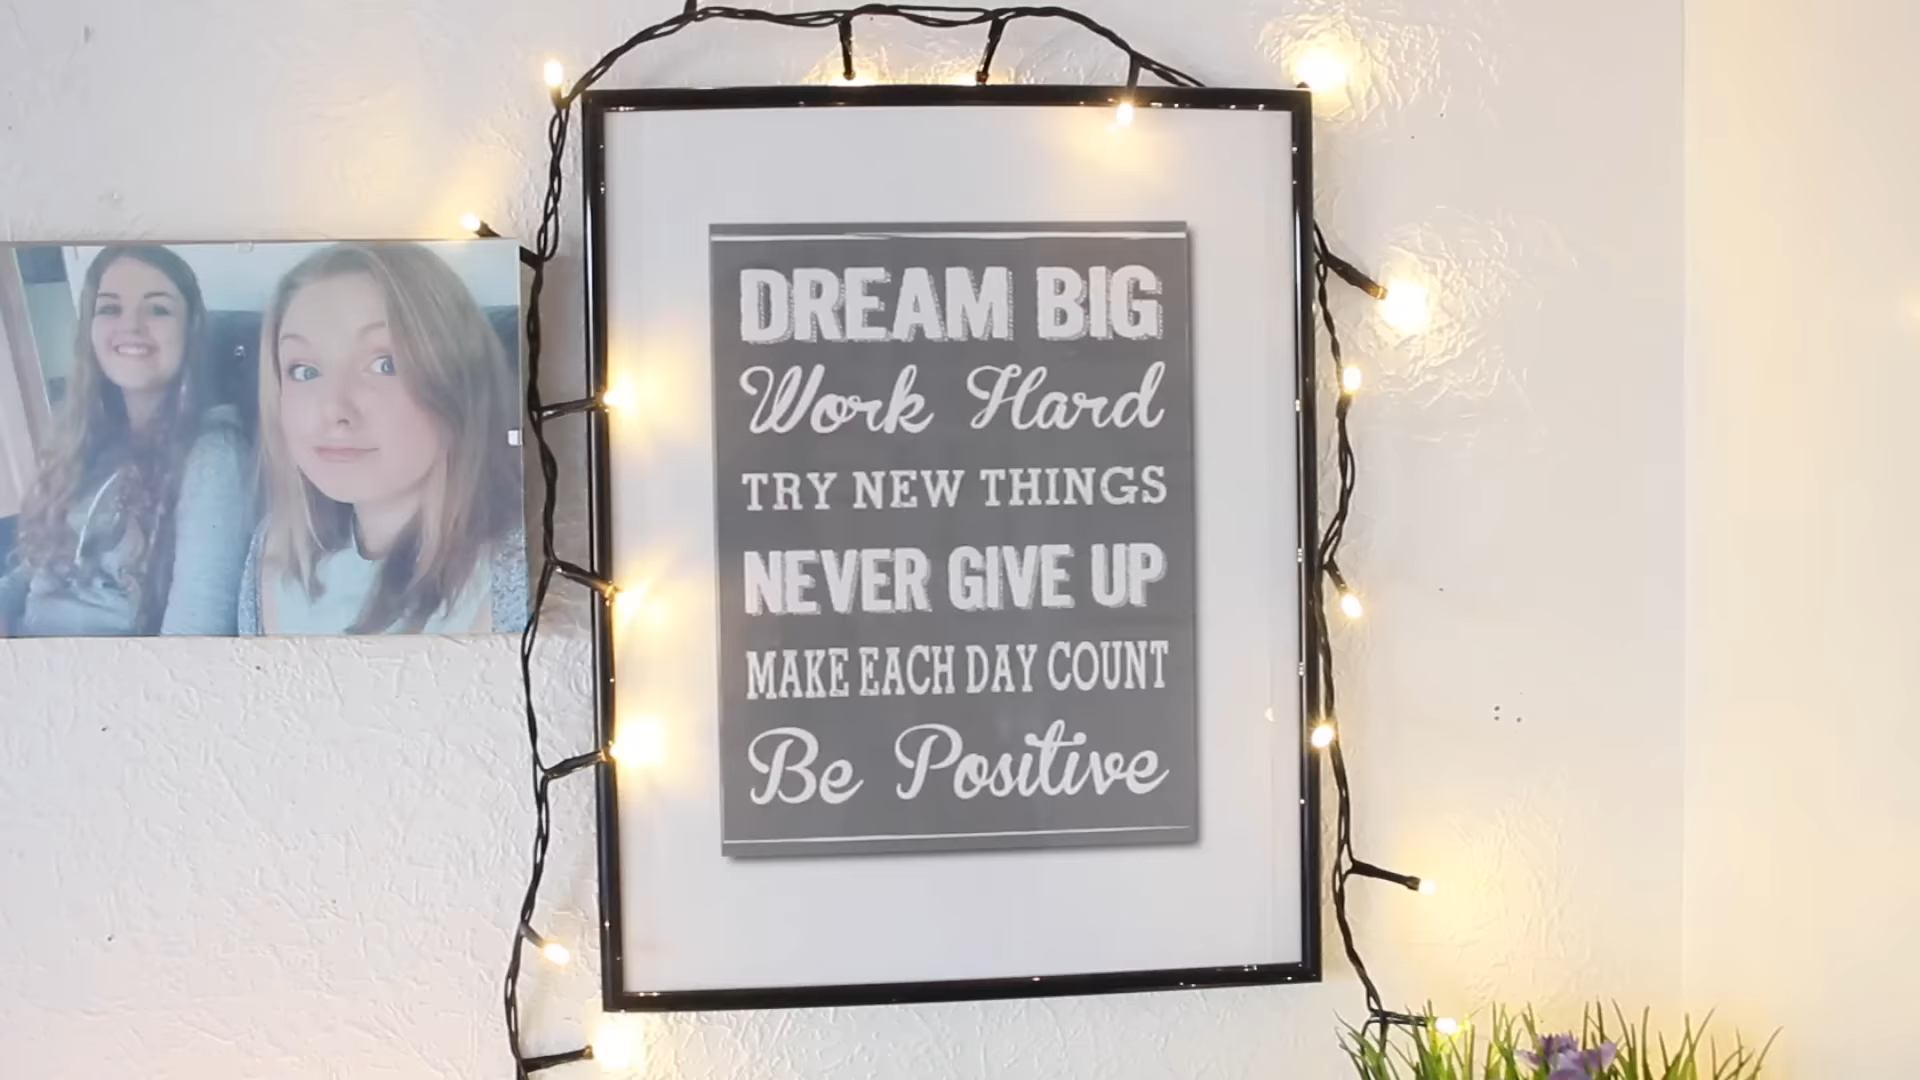 DREAM BIG
Work Hard
TRY NEW THINGS
NEVER GIVE UP
MAKE EACH DAY COUNT
Be Positive